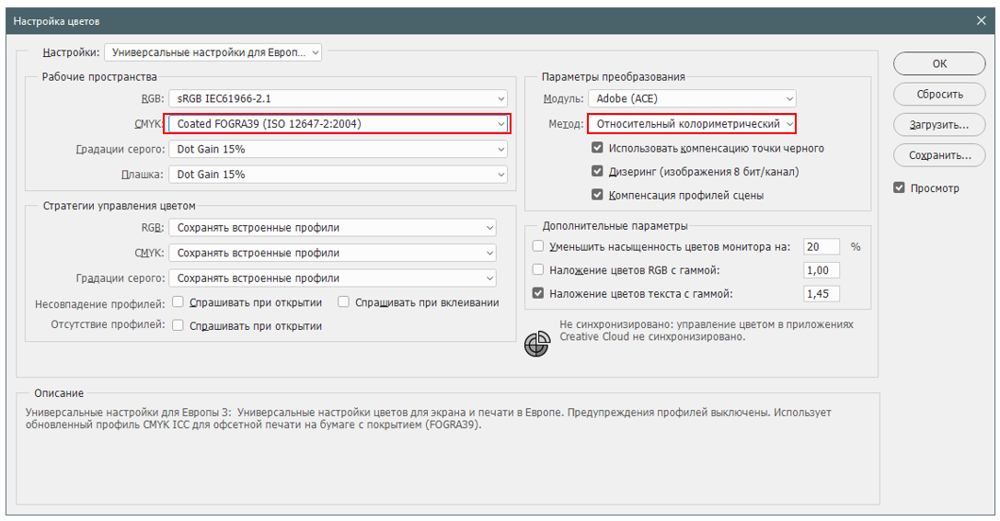 Настройка цветов
Настройки: Универсальные настройки для Европ...
Рабочие пространства
RGB: sRGB IEC61966-2.1
CMYK: Coated FOGRA39 (ISO 12647-2:2004)
Градации серого: Dot Gain 15%
Плашка: Dot Gain 15%
Стратегии управления цветом
RGB: Сохранять встроенные профили
CMYK: Сохранять встроенные профили
Градации серого: Сохранять встроенные профили
Несовпадение профилей: Спрашивать при открытии Спрашивать при вклеивании
Отсутствие профилей: Спрашивать при открытии
Параметры преобразования
Модуль: Adobe (ACE)
Метод: Относительный колориметрический
Использовать компенсацию точки черного
Дизеринг (изображения 8 бит/канал)
Компенсация профилей сцены
Дополнительные параметры
Уменьшить насыщенность цветов монитора на: 20 %
Наложение цветов RGB с гаммой: 1,00
Наложение цветов текста с гаммой: 1,45
Не синхронизировано: управление цветом в приложениях
Creative Cloud не синхронизировано.
ОК
Сбросить
Загрузить...
Сохранить...
Просмотр
Описание
Универсальные настройки для Европы 3: Универсальные настройки цветов для экрана и печати в Европе. Предупреждения профилей выключены. Использует
обновленный профиль CMYK ICC для офсетной печати на бумаге с покрытием (FOGRA39).